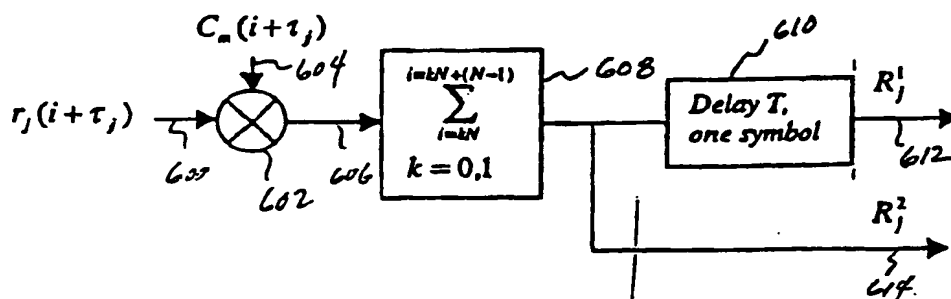 610
C_m(i+τ_j)
604
i=kN+(N-1)
Σ
i=kN
k = 0,1
608
Delay T,
one symbol
R_j^1
612
r_j(i+τ_j)
600
602
606
R_j^2
614